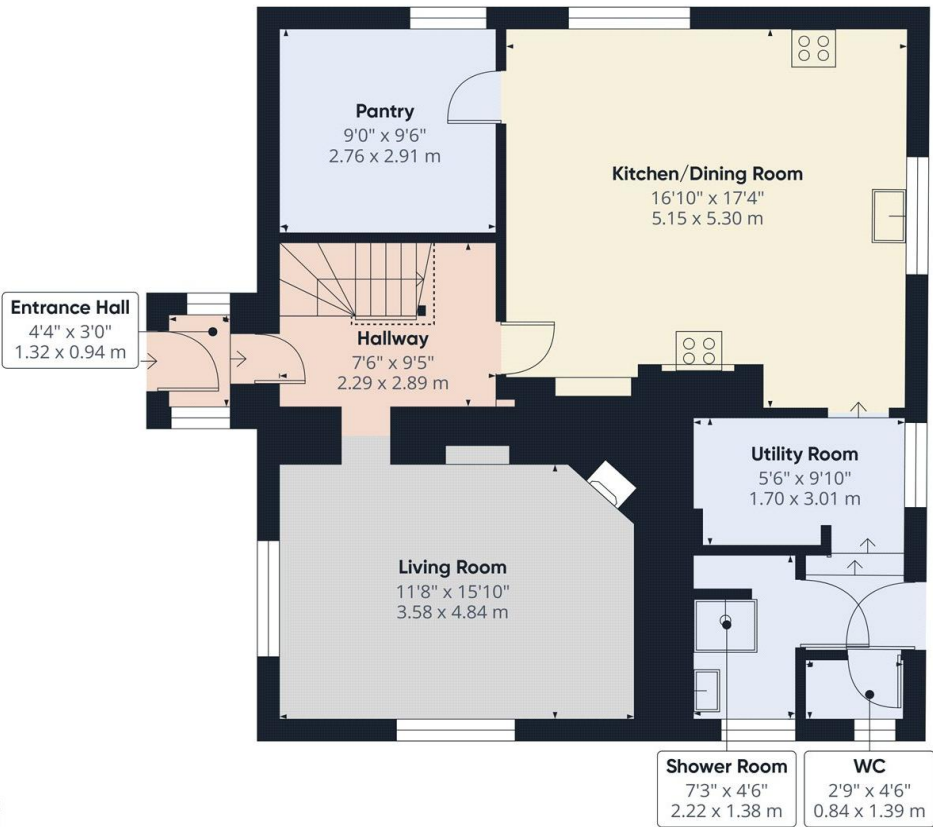 Pantry
9'0" x 9'6"
2.76 x 2.91 m
Kitchen/Dining Room
16'10" x 17'4"
5.15 x 5.30 m
Entrance Hall
4'4" x 3'0"
1.32 x 0.94 m
Hallway
7'6" x 9'5"
2.29 x 2.89 m
Utility Room
5'6" x 9'10"
1.70 x 3.01 m
Living Room
11'8" x 15'10"
3.58 x 4.84 m
Shower Room
7'3" x 4'6"
2.22 x 1.38 m
WC
2'9" x 4'6"
0.84 x 1.39 m